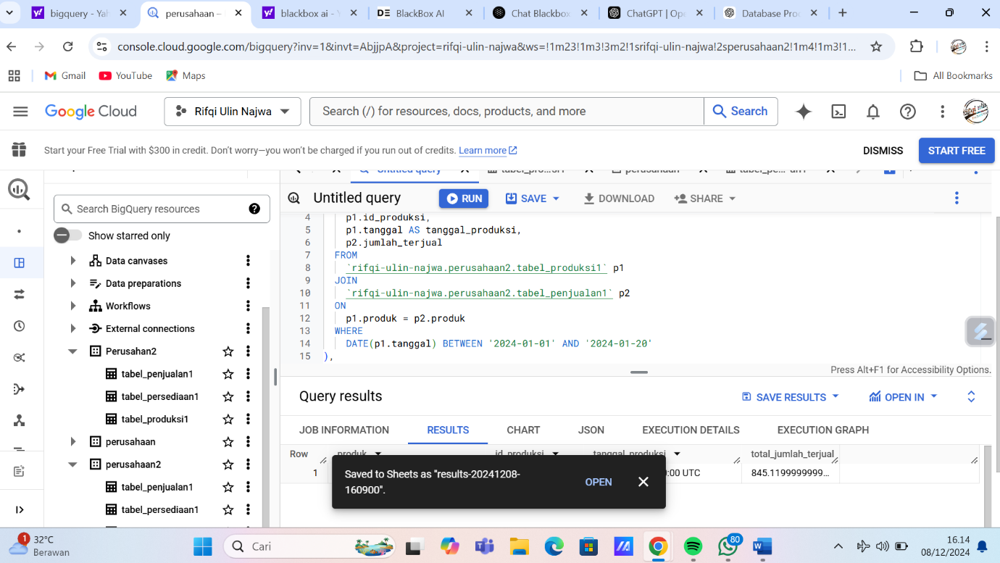 bigquery - Yah
perusahaan –
blackbox ai - Y
BlackBox AI
Chat Blackbox
ChatGPT | Ope
Database Pro
console.cloud.google.com/bigquery?inv=1&invt=AbjjpA&project=rifqi-ulin-najwa&ws=!1m23!1m3!3m2!1srifqi-ulin-najwa!2sperusahaan2!1m4!1m3!1...
Gmail
YouTube
Maps
All Bookmarks
Google Cloud
Rifqi Ulin Najwa
Search (/) for resources, docs, products, and more
Search
Start your Free Trial with $300 in credit. Don't worry—you won't be charged if you run out of credits. Learn more
DISMISS
START FREE
Untitled query
Search BigQuery resources
Show starred only
Data canvases
Data preparations
Workflows
External connections
Perusahan2
tabel_penjualan1
tabel_persediaan1
tabel_produksi1
perusahaan
perusahaan2
tabel_penjualan1
tabel_persediaan1
Untitled query
RUN
SAVE
DOWNLOAD
SHARE
4 p1.id_produksi,
5 p1.tanggal AS tanggal_produksi,
6 p2.jumlah_terjual
7 FROM
8 `rifqi-ulin-najwa.perusahaan2.tabel_produksi1` p1
9 JOIN
10 `rifqi-ulin-najwa.perusahaan2.tabel_penjualan1` p2
11 ON
12 p1.produk = p2.produk
13 WHERE
14 DATE(p1.tanggal) BETWEEN '2024-01-01' AND '2024-01-20'
15 ),
Press Alt+F1 for Accessibility Options.
Query results
SAVE RESULTS
OPEN IN
JOB INFORMATION
RESULTS
CHART
JSON
EXECUTION DETAILS
EXECUTION GRAPH
Row
produk
id_produksi
tanggal_produksi
total_jumlah_terjual
1
:00 UTC
845.1199999999...
Saved to Sheets as "results-20241208-
160900".
OPEN
1
32°C
Berawan
Cari
80
16.14
08/12/2024